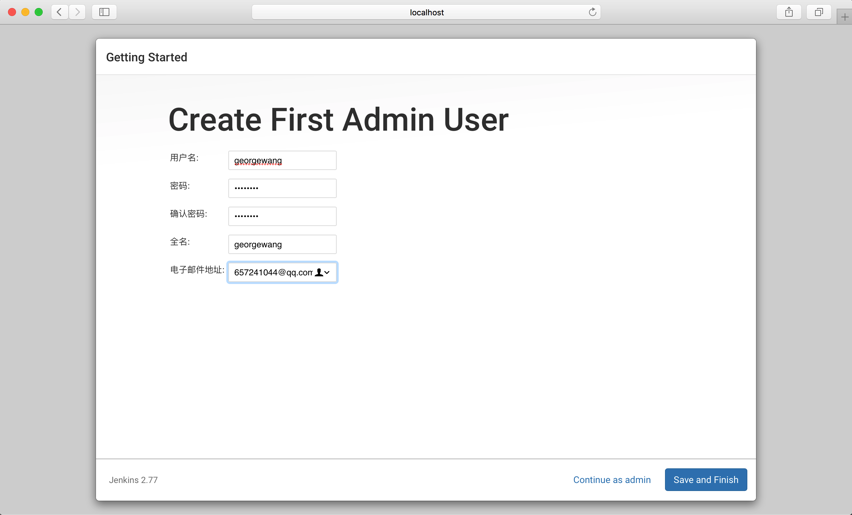 localhost
Getting Started
Create First Admin User
用户名: georgewang
密码: ••••••••
确认密码: ••••••••
全名: georgewang
电子邮件地址: 657241044@qq.com
Jenkins 2.77 Continue as admin Save and Finish